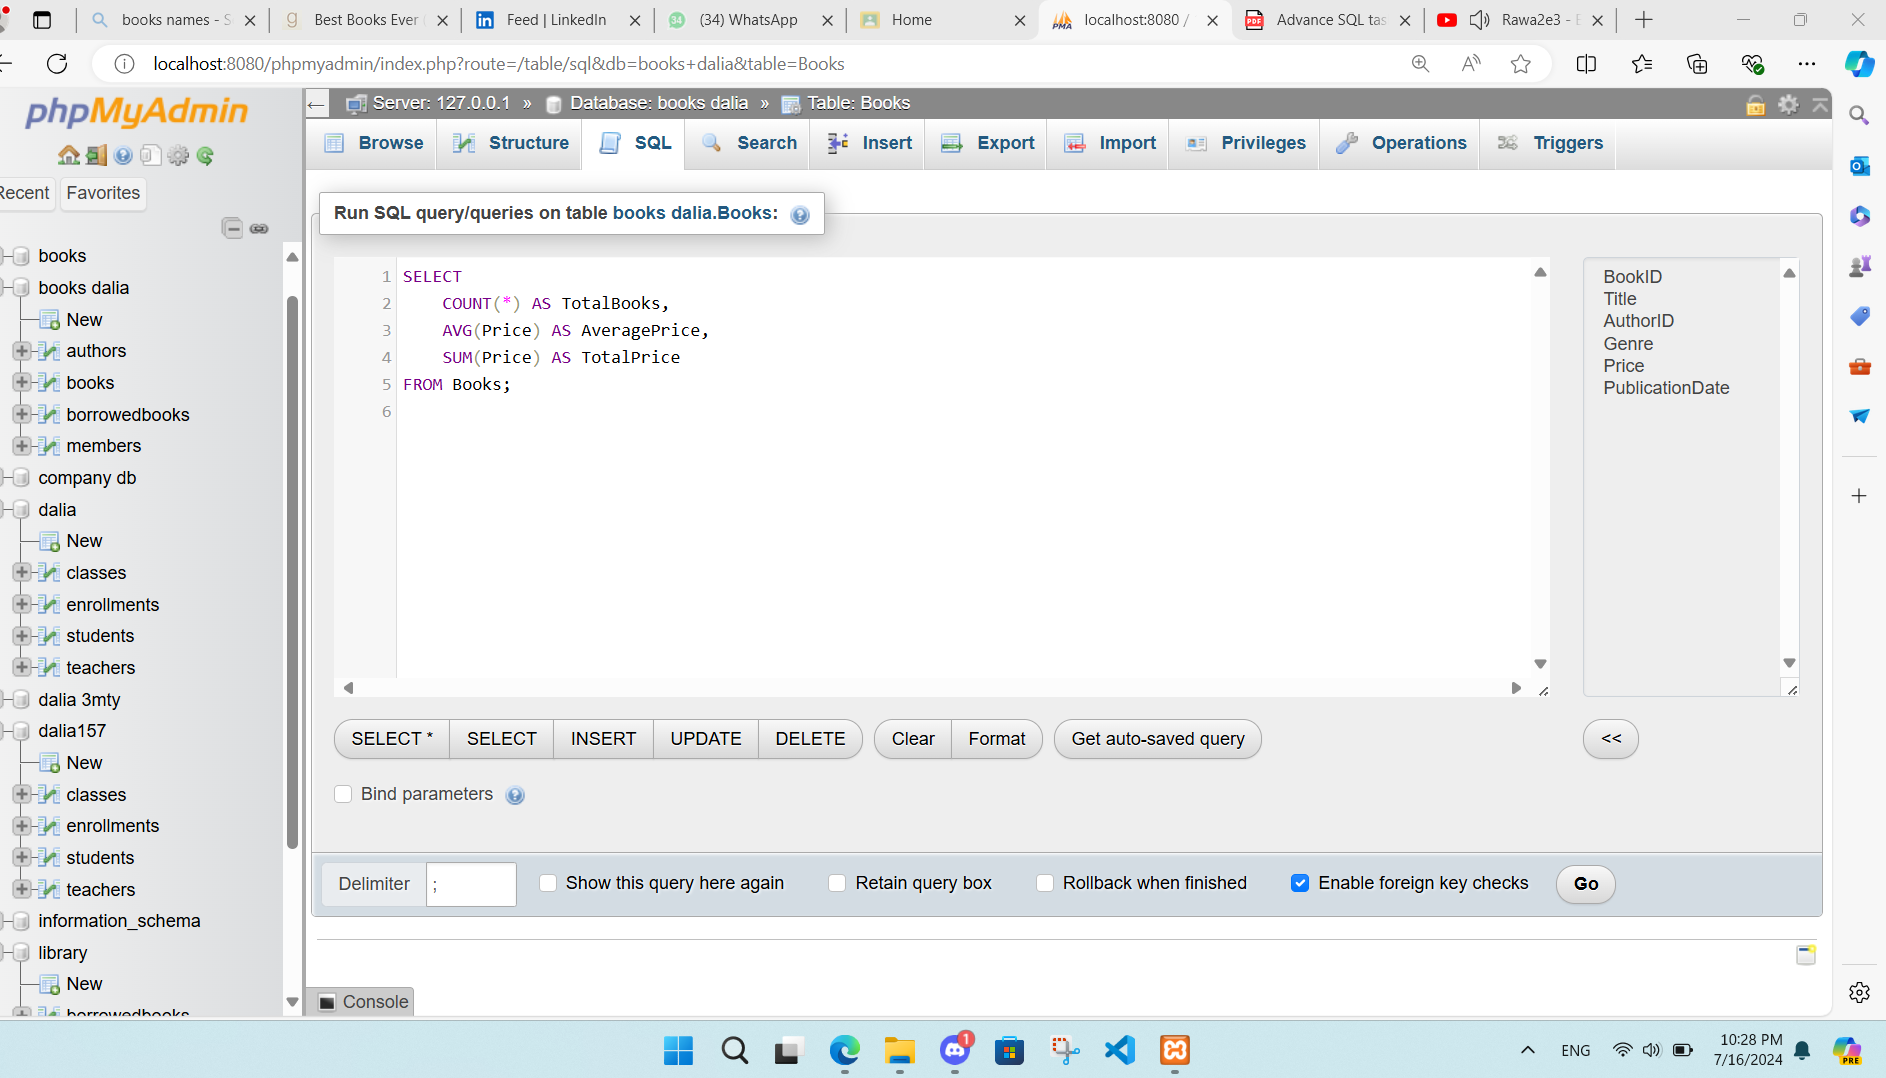 books names - S
Best Books Ever
Feed | LinkedIn
(34) WhatsApp
Home
localhost:8080 /
Advance SQL tas
Rawa2e3 - E
localhost:8080/phpmyadmin/index.php?route=/table/sql&db=books+dalia&table=Books
phpMyAdmin
Recent
Favorites
books
books dalia
New
authors
books
borrowedbooks
members
company db
dalia
New
classes
enrollments
students
teachers
dalia 3mty
dalia157
New
classes
enrollments
students
teachers
information_schema
library
New
borrowedbooks
Server: 127.0.0.1 » Database: books dalia » Table: Books
Browse
Structure
SQL
Search
Insert
Export
Import
Privileges
Operations
Triggers
Run SQL query/queries on table books dalia.Books:
1 SELECT
2 COUNT(*) AS TotalBooks,
3 AVG(Price) AS AveragePrice,
4 SUM(Price) AS TotalPrice
5 FROM Books;
6
BookID
Title
AuthorID
Genre
Price
PublicationDate
SELECT *
SELECT
INSERT
UPDATE
DELETE
Clear
Format
Get auto-saved query
<<
Bind parameters
Delimiter
;
Show this query here again
Retain query box
Rollback when finished
Enable foreign key checks
Go
Console
1
ENG
10:28 PM
7/16/2024
PRE